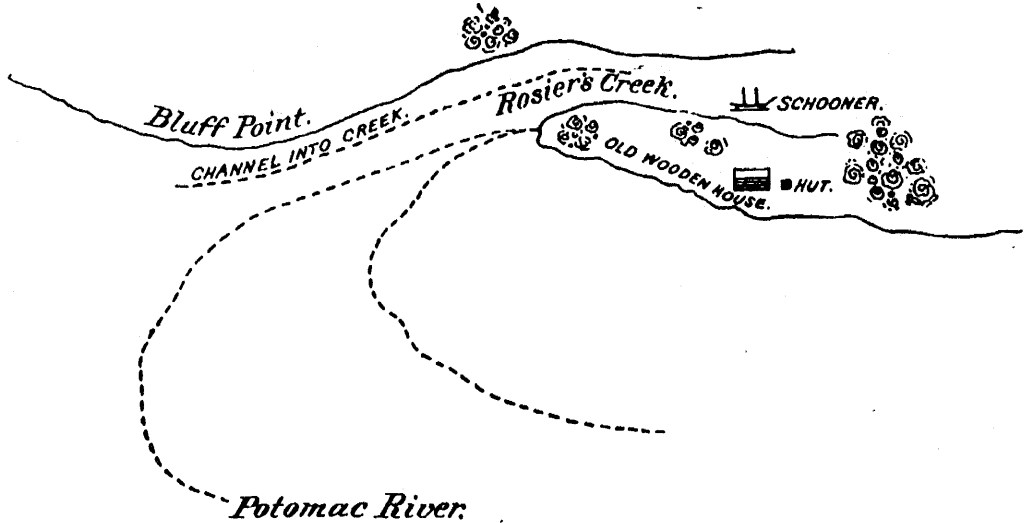 Rosier's Creek.
SCHOONER.
Bluff Point.
CHANNEL INTO CREEK.
OLD WOODEN HOUSE.
HUT.
Potomac River.